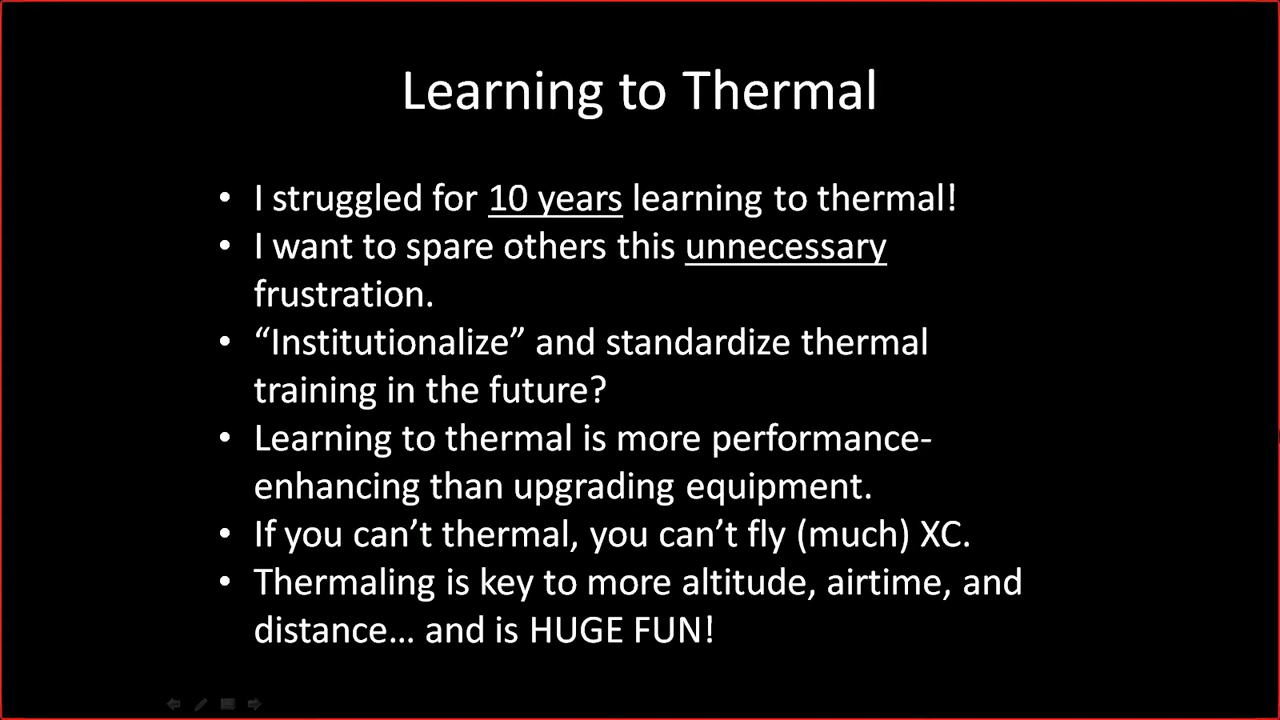 Learning to Thermal
• I struggled for 10 years learning to thermal!
• I want to spare others this unnecessary
frustration.
• “Institutionalize” and standardize thermal
training in the future?
• Learning to thermal is more performance-
enhancing than upgrading equipment.
• If you can’t thermal, you can’t fly (much) XC.
• Thermaling is key to more altitude, airtime, and
distance… and is HUGE FUN!